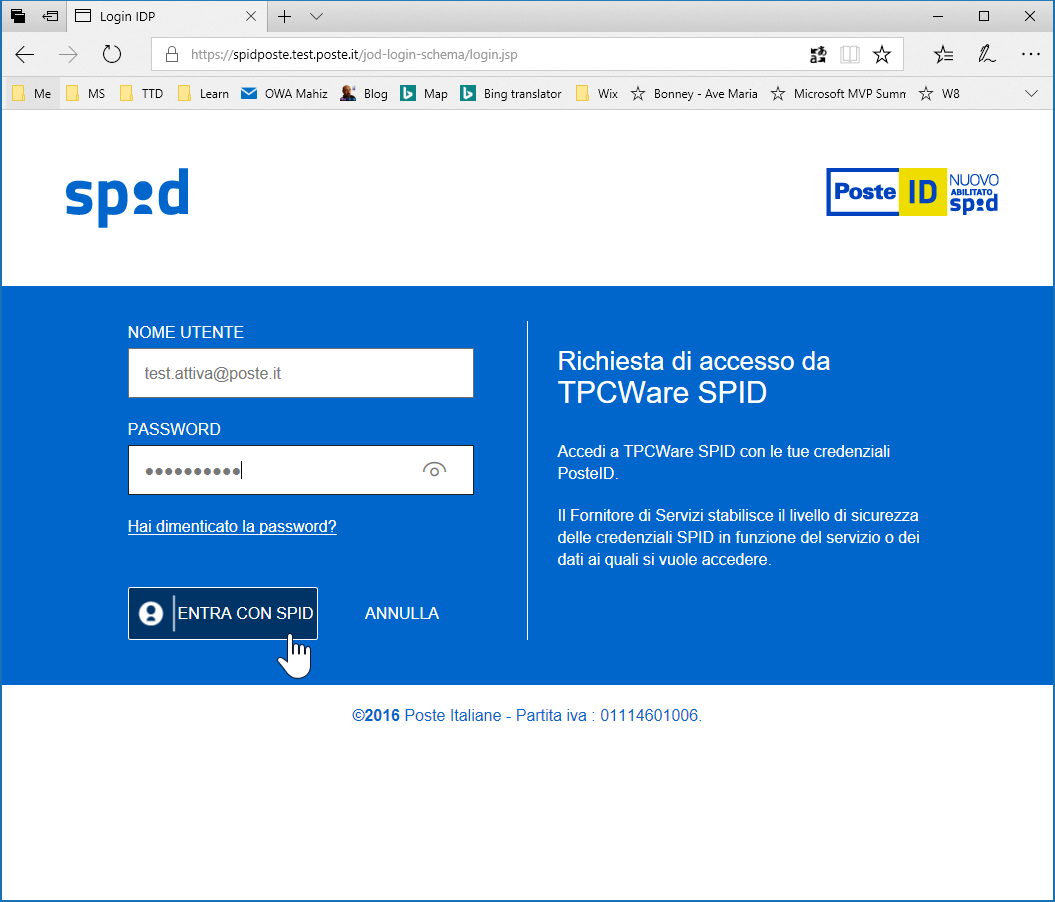 Login IDP
https://spidposte.test.poste.it/jod-login-schema/login.jsp
Me MS TTD Learn OWA Mahiz Blog Map Bing translator Wix Bonney - Ave Maria Microsoft MVP Summ W8
spid
Poste ID NUOVO
ABILITATO
spid
NOME UTENTE
test.attiva@poste.it
PASSWORD
Hai dimenticato la password?
ENTRA CON SPID ANNULLA
Richiesta di accesso da
TPCWare SPID
Accedi a TPCWare SPID con le tue credenziali
PosteID.
Il Fornitore di Servizi stabilisce il livello di sicurezza
delle credenziali SPID in funzione del servizio o dei
dati ai quali si vuole accedere.
©2016 Poste Italiane - Partita iva : 01114601006.